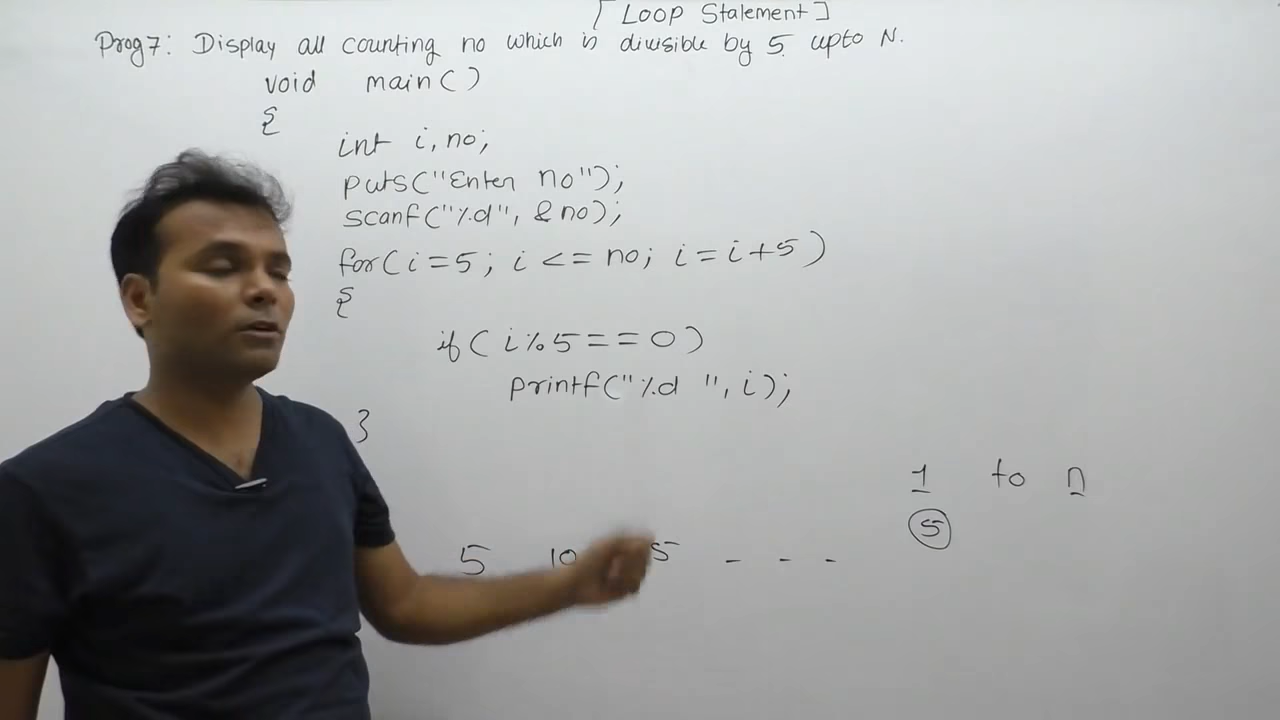 [Loop Statement]
Prog7: Display all counting no which is divisible by 5 upto N.
void main()
{
int i, no;
puts("Enter no");
scanf("%d", &no);
for(i=5; i<=no; i=i+5)
{
if(i%5==0)
printf("%d ", i);
}
1 to n
5
5 10 5 - - -